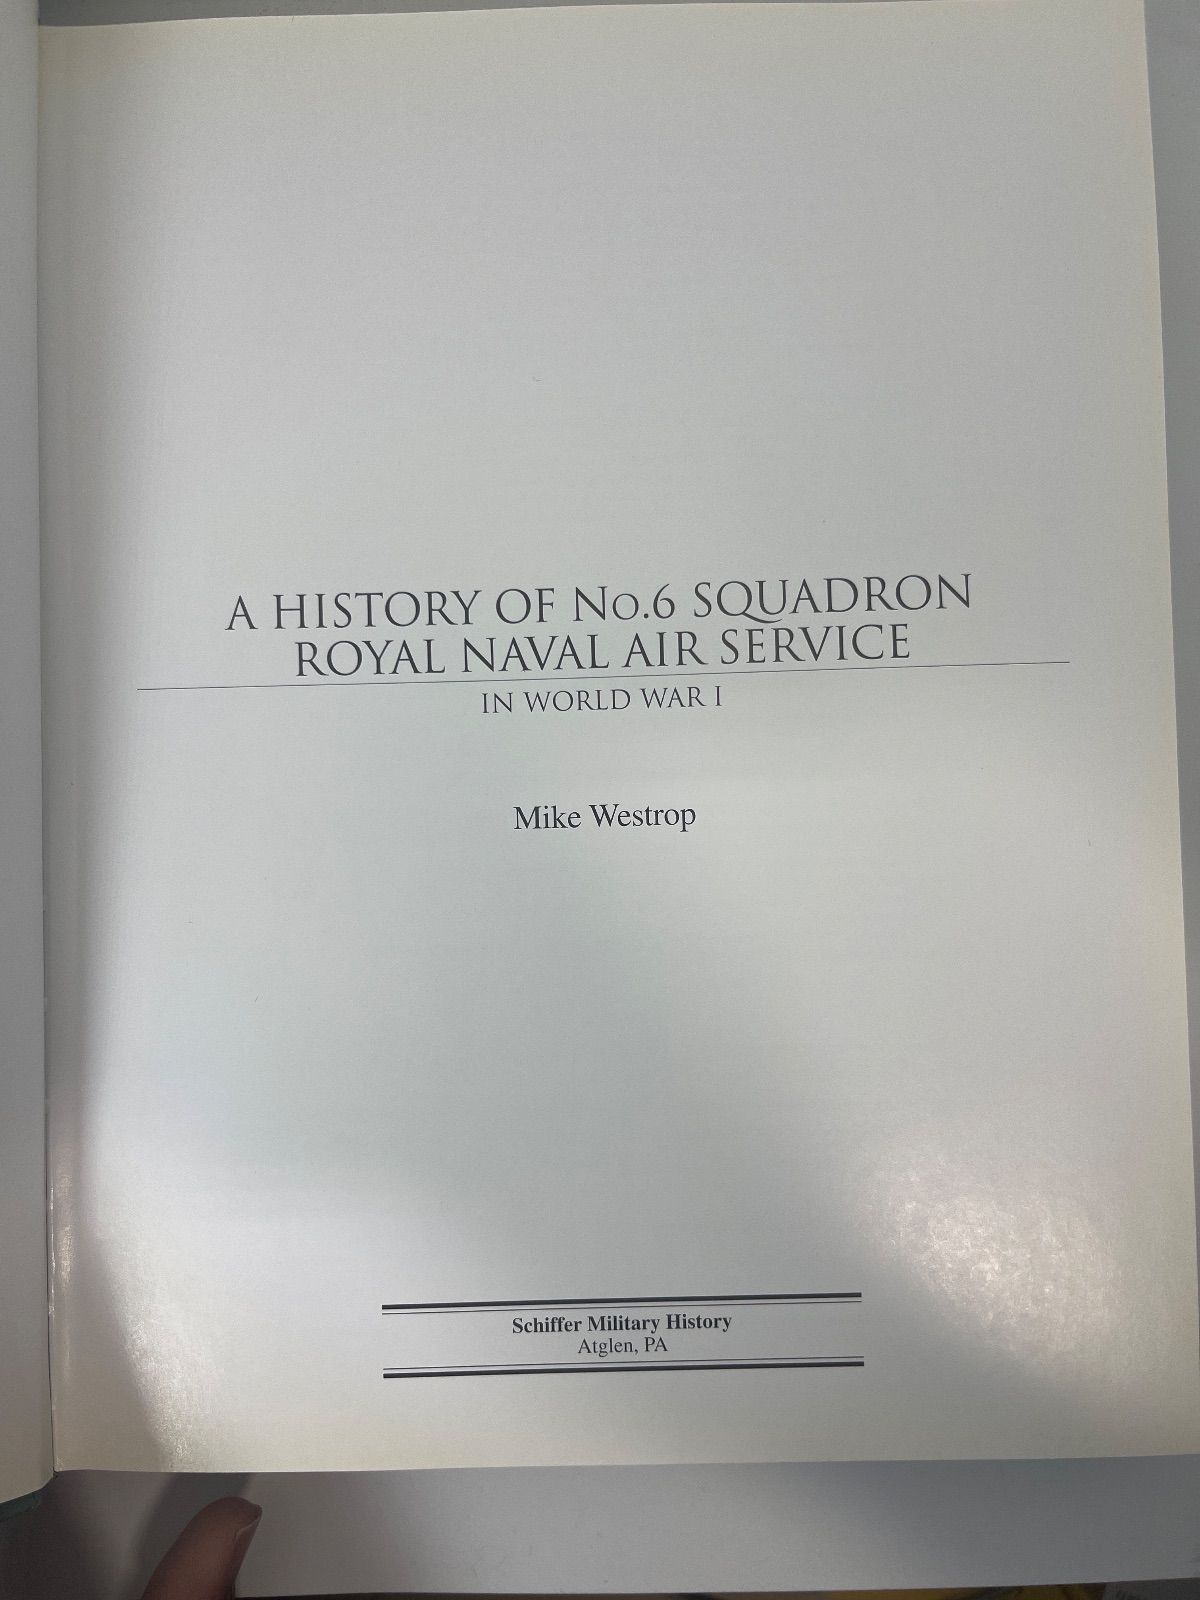 A HISTORY OF No.6 SQUADRON
ROYAL NAVAL AIR SERVICE
IN WORLD WAR I
Mike Westrop
Schiffer Military History
Atglen, PA